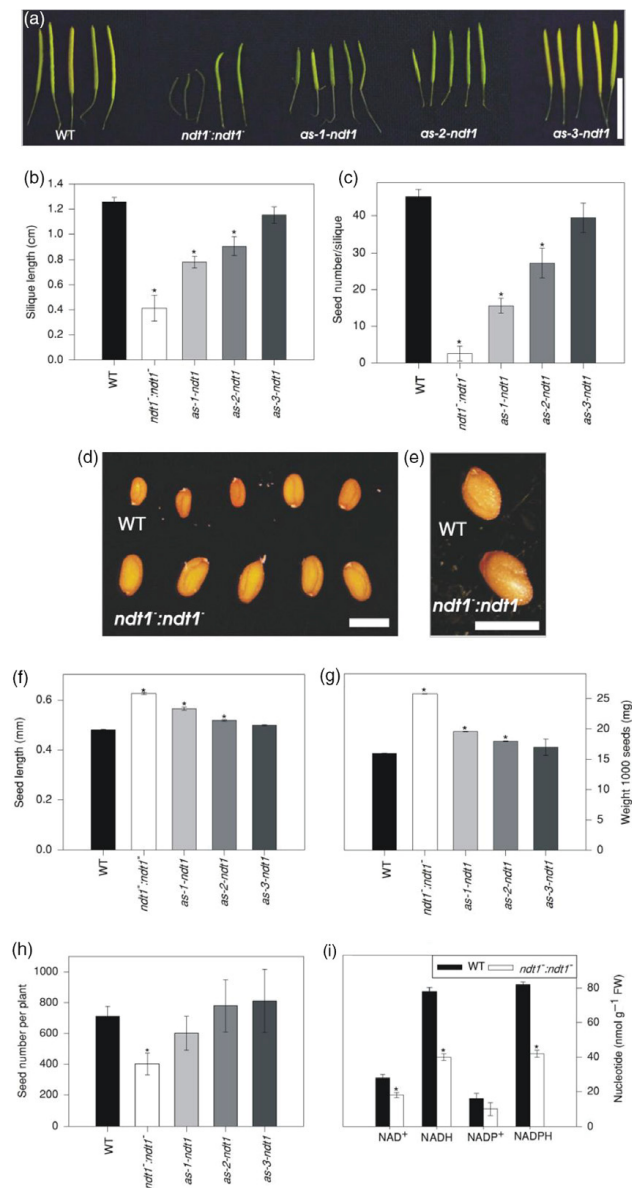 (a)
WT
ndt1⁻:ndt1⁻
as-1-ndt1
as-2-ndt1
as-3-ndt1
(b)
Silique length (cm)
1.4
1.2
1.0
0.8
0.6
0.4
0.2
0.0
* * *
WT
ndt1⁻:ndt1⁻
as-1-ndt1
as-2-ndt1
as-3-ndt1
(c)
Seed number/silique
40
30
20
10
0
* * *
WT
ndt1⁻:ndt1⁻
as-1-ndt1
as-2-ndt1
as-3-ndt1
(d)
WT
ndt1⁻:ndt1⁻
(e)
WT
ndt1⁻:ndt1⁻
(f)
Seed length (mm)
0.6
0.4
0.2
0.0
* * *
WT
ndt1⁻:ndt1⁻
as-1-ndt1
as-2-ndt1
as-3-ndt1
(g)
Weight 1000 seeds (mg)
25
20
15
10
5
0
* * *
WT
ndt1⁻:ndt1⁻
as-1-ndt1
as-2-ndt1
as-3-ndt1
(h)
Seed number per plant
1000
800
600
400
200
0
*
WT
ndt1⁻:ndt1⁻
as-1-ndt1
as-2-ndt1
as-3-ndt1
(i)
WT ndt1⁻:ndt1⁻
Nucleotide (nmol g⁻¹ FW)
80
60
40
20
0
* * *
NAD⁺ NADH NADP⁺ NADPH